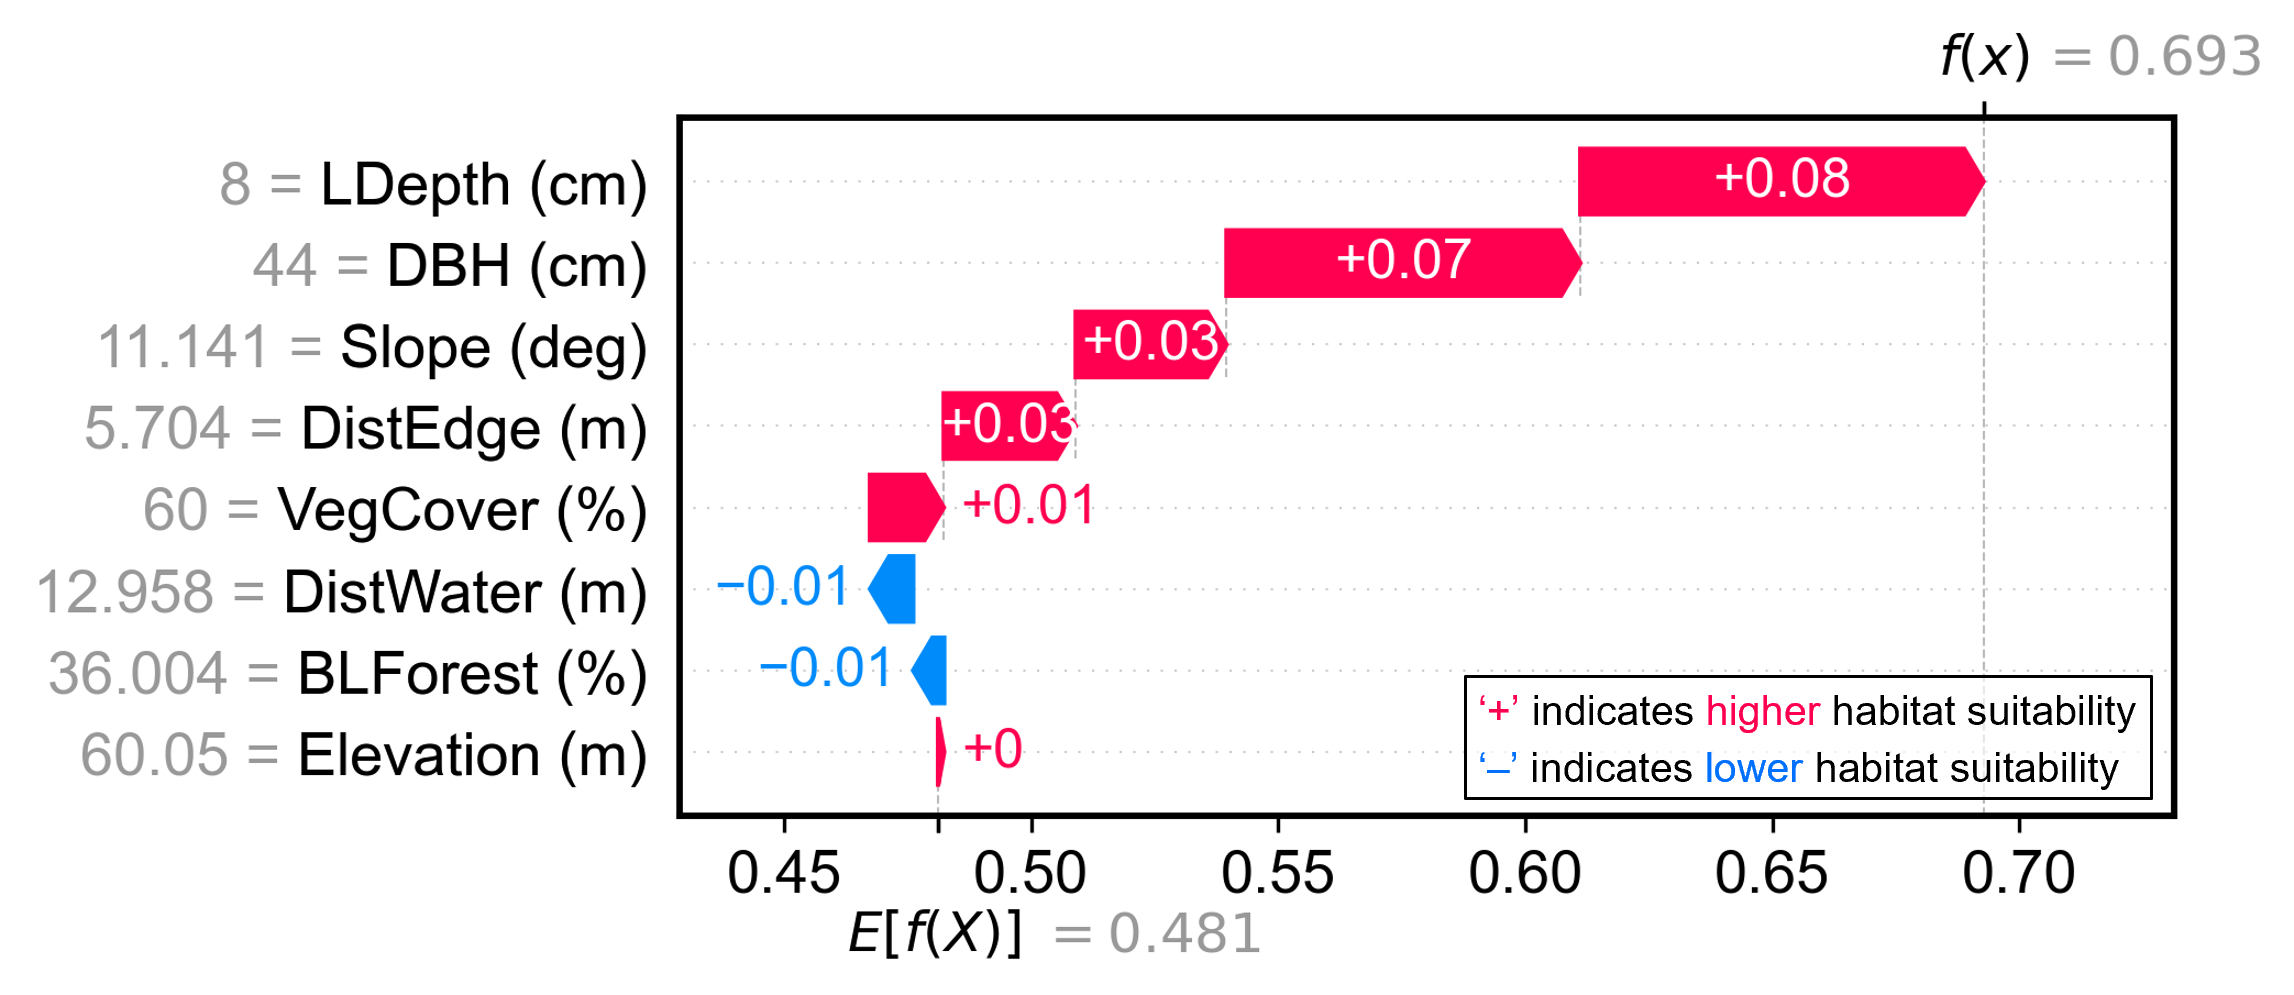 f(x) = 0.693
8 = LDepth (cm)
+0.08
44 = DBH (cm)
+0.07
11.141 = Slope (deg)
+0.03
5.704 = DistEdge (m)
+0.03
60 = VegCover (%)
+0.01
12.958 = DistWater (m)
−0.01
36.004 = BLForest (%)
−0.01
60.05 = Elevation (m)
+0
‘+’ indicates higher habitat suitability
‘–’ indicates lower habitat suitability
0.45 0.50 0.55 0.60 0.65 0.70
E[f(X)] = 0.481